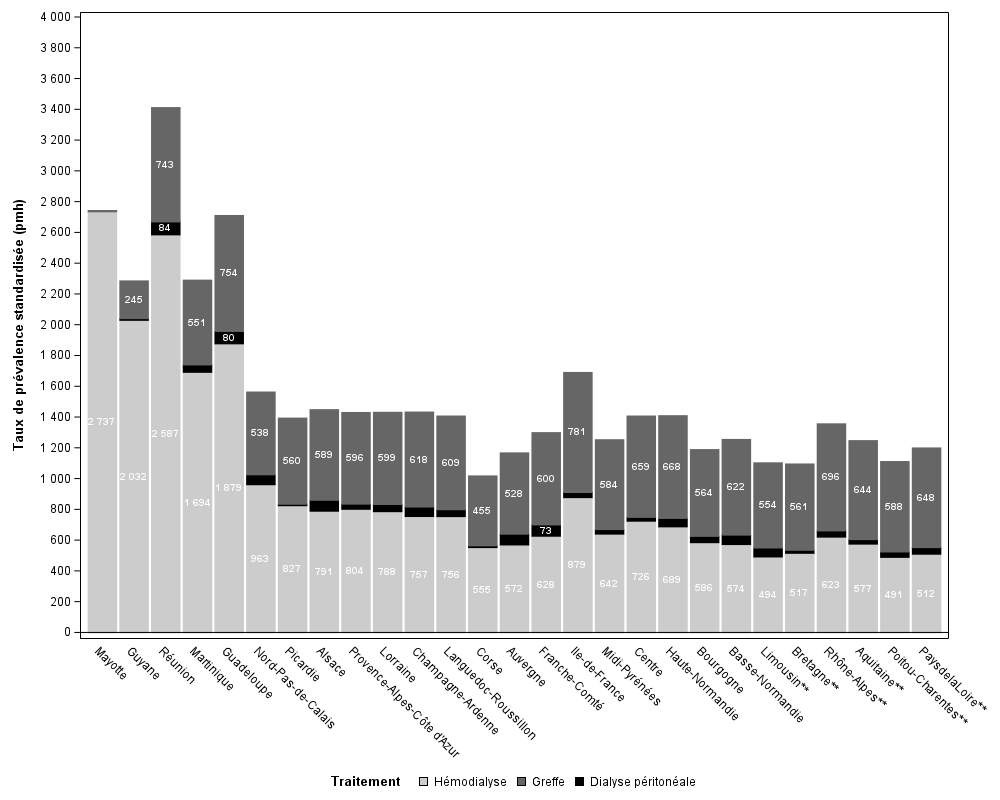 Taux de prévalence standardisée (pmh)
4 000
3 800
3 600
3 400
3 200
3 000
2 800
2 600
2 400
2 200
2 000
1 800
1 600
1 400
1 200
1 000
800
600
400
200
0
2 737
245
2 032
743
84
2 587
551
1 694
754
80
1 879
538
963
560
827
589
791
596
804
599
788
618
757
609
756
455
555
528
572
600
73
628
781
879
584
642
659
726
668
689
564
586
622
574
554
494
561
517
696
623
644
577
588
491
648
512
Mayotte
Guyane
Réunion
Martinique
Guadeloupe
Nord-Pas-de-Calais
Picardie
Alsace
Provence-Alpes-Côte d'Azur
Lorraine
Champagne-Ardenne
Languedoc-Roussillon
Corse
Auvergne
Franche-Comté
Ile-de-France
Midi-Pyrénées
Centre
Haute-Normandie
Bourgogne
Basse-Normandie
Limousin**
Bretagne**
Rhône-Alpes**
Aquitaine**
Poitou-Charentes**
PaysdelaLoire**
Traitement Hémodialyse Greffe Dialyse péritonéale